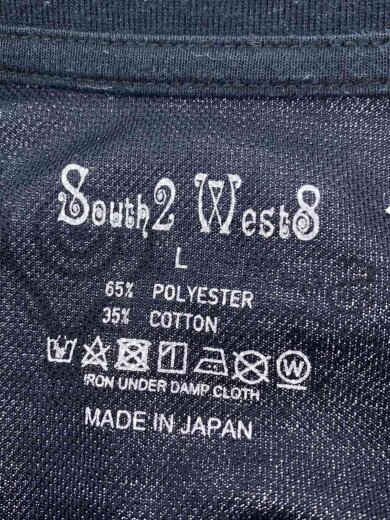 South2 West8
L
65% POLYESTER
35% COTTON
IRON UNDER DAMP CLOTH
MADE IN JAPAN